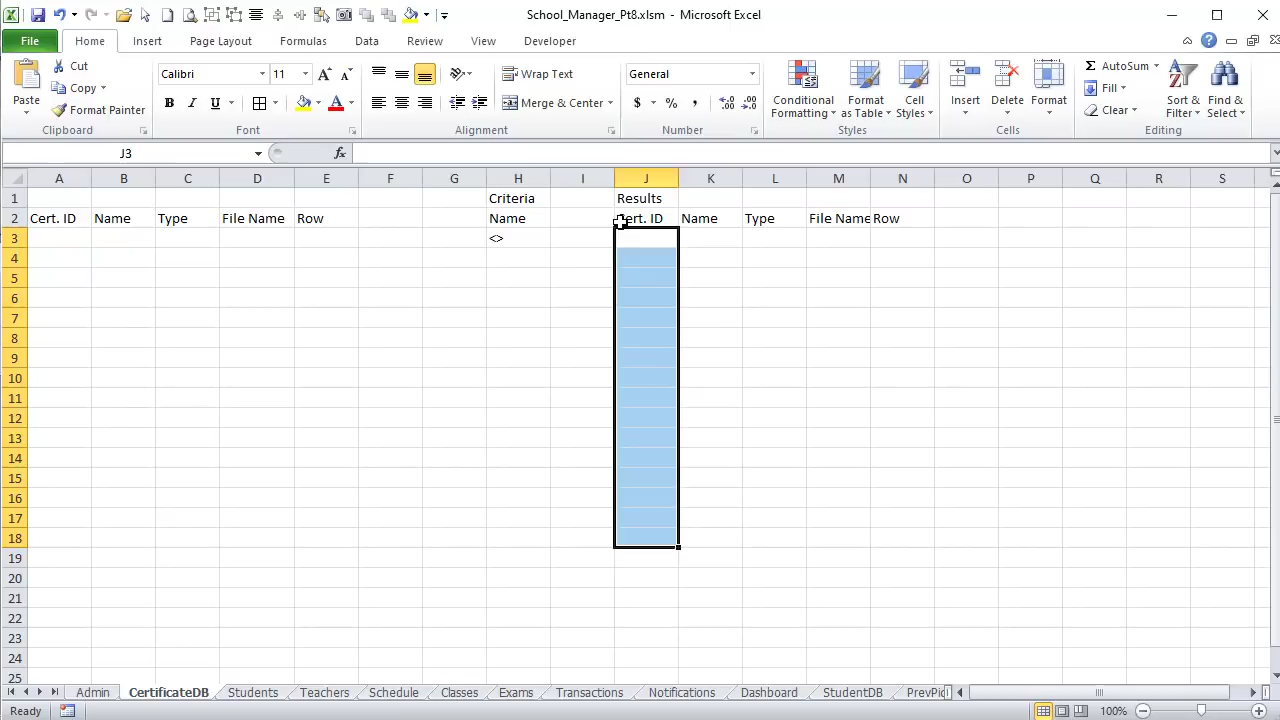 School_Manager_Pt8.xlsm - Microsoft Excel
File Home Insert Page Layout Formulas Data Review View Developer
Paste Cut Copy Format Painter
Clipboard
Calibri 11
B I U A
Font
Wrap Text
Merge & Center
Alignment
General
$ % ,
Number
Conditional Formatting
Format as Table
Cell Styles
Styles
Insert Delete Format
Cells
AutoSum
Fill
Clear
Sort & Filter
Find & Select
Editing
J3 fx
A B C D E F G H I J K L M N O P Q R S
1 Criteria Results
2 Cert. ID Name Type File Name Row Name Cert. ID Name Type File Name Row
3 <>
4
5
6
7
8
9
10
11
12
13
14
15
16
17
18
19
20
21
22
23
24
25
Admin CertificateDB Students Teachers Schedule Classes Exams Transactions Notifications Dashboard StudentDB PrevPic
Ready 100%